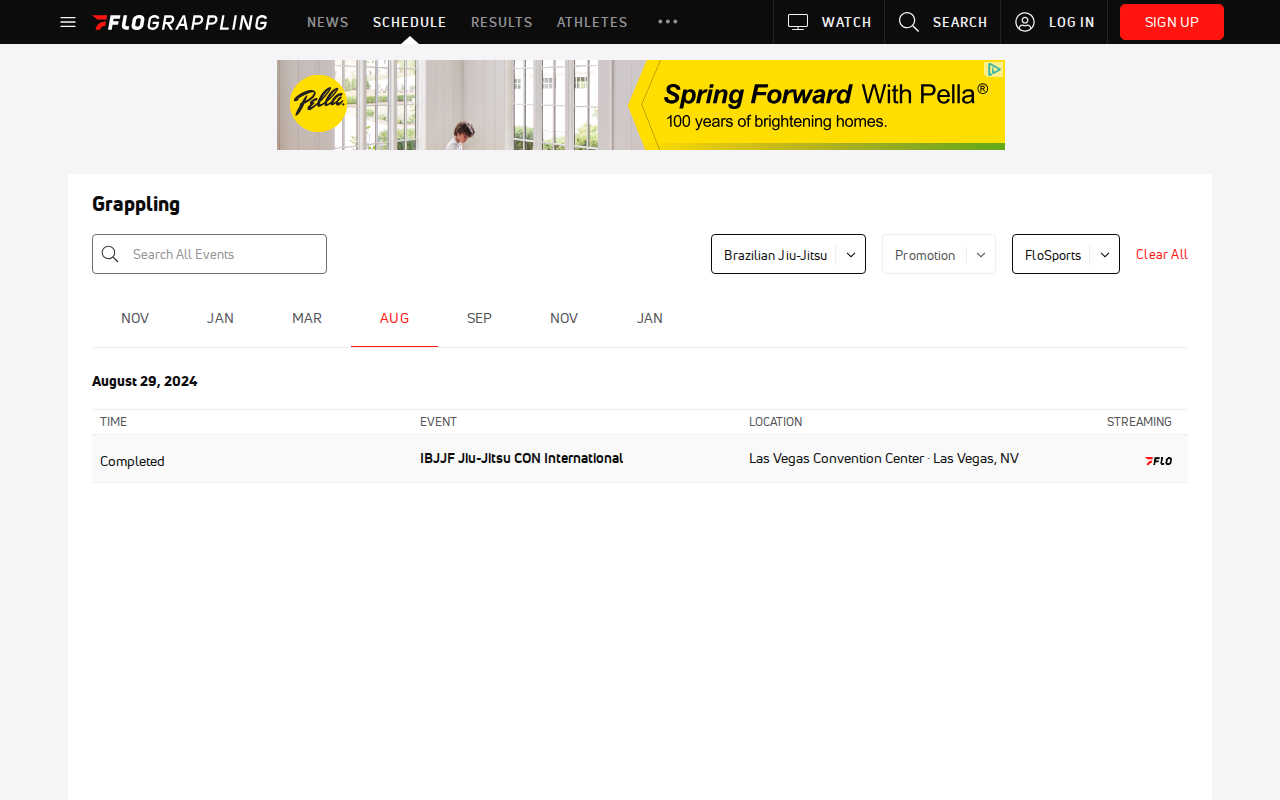 FLOGRAPPLING NEWS SCHEDULE RESULTS ATHLETES ••• WATCH SEARCH LOG IN SIGN UP
Pella
Spring Forward With Pella®
100 years of brightening homes.
Grappling
Search All Events Brazilian Jiu-Jitsu Promotion FloSports Clear All
NOV JAN MAR AUG SEP NOV JAN
August 29, 2024
TIME EVENT LOCATION STREAMING
Completed IBJJF Jiu-Jitsu CON International Las Vegas Convention Center · Las Vegas, NV FLO